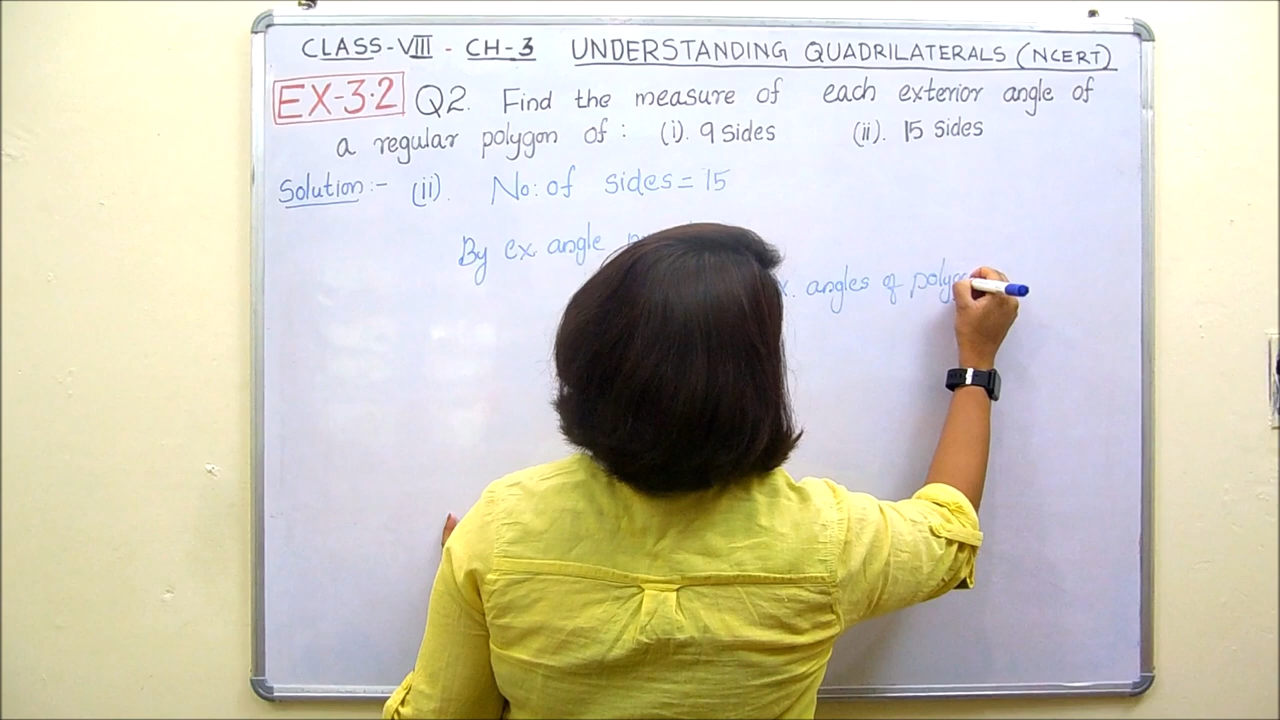 CLASS-VIII - CH-3 UNDERSTANDING QUADRILATERALS (NCERT)
EX-3.2 Q2. Find the measure of each exterior angle of
a regular polygon of : (i). 9 Sides (ii). 15 Sides
Solution:- (ii). No: of sides = 15
By ex. angle
angles of